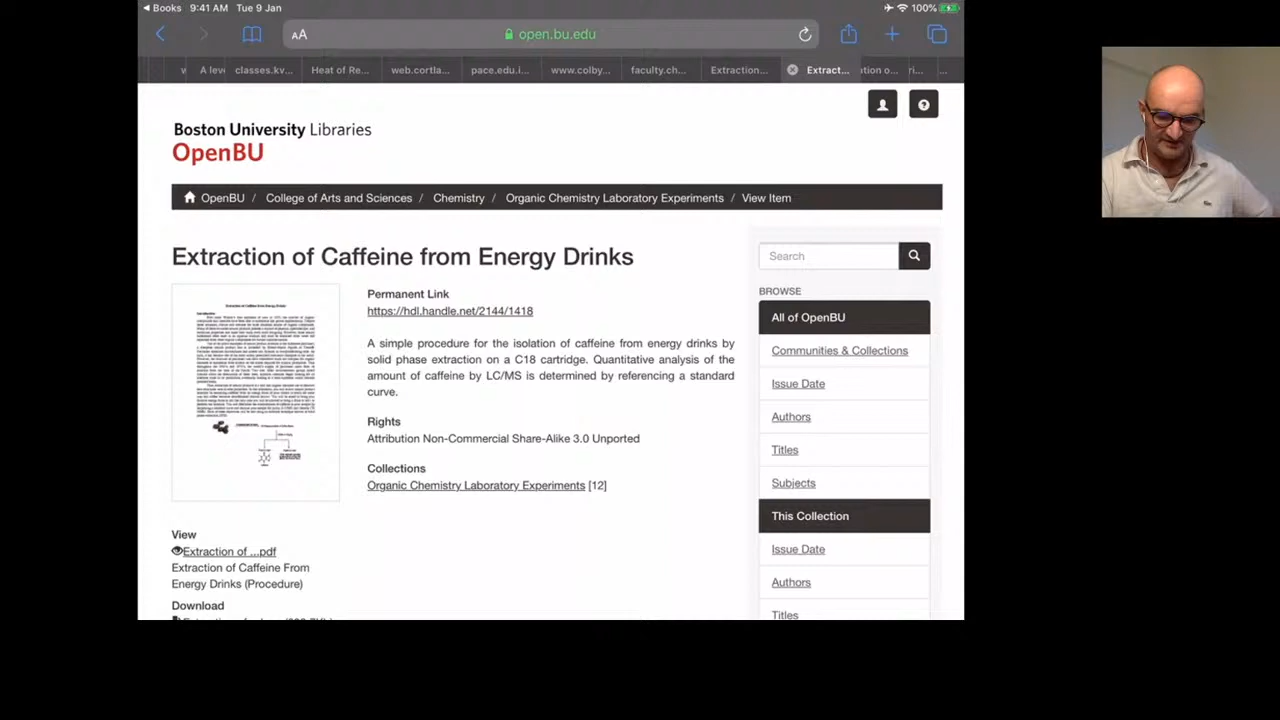 Books 9:41 AM Tue 9 Jan 100%
AA open.bu.edu
w A lev classes.kv... Heat of Re... web.cortla... pace.edu.i... www.colby... faculty.ch... Extraction... Extract... tion o... ri... ...
Boston University Libraries
OpenBU
OpenBU / College of Arts and Sciences / Chemistry / Organic Chemistry Laboratory Experiments / View Item
Extraction of Caffeine from Energy Drinks
Permanent Link
https://hdl.handle.net/2144/1418
A simple procedure for the isolation of caffeine from energy drinks by
solid phase extraction on a C18 cartridge. Quantitative analysis of the
amount of caffeine by LC/MS is determined by referencing a standard
curve.
Rights
Attribution Non-Commercial Share-Alike 3.0 Unported
Collections
Organic Chemistry Laboratory Experiments [12]
View
Extraction of ...pdf
Extraction of Caffeine From
Energy Drinks (Procedure)
Download
Search
BROWSE
All of OpenBU
Communities & Collections
Issue Date
Authors
Titles
Subjects
This Collection
Issue Date
Authors
Titles